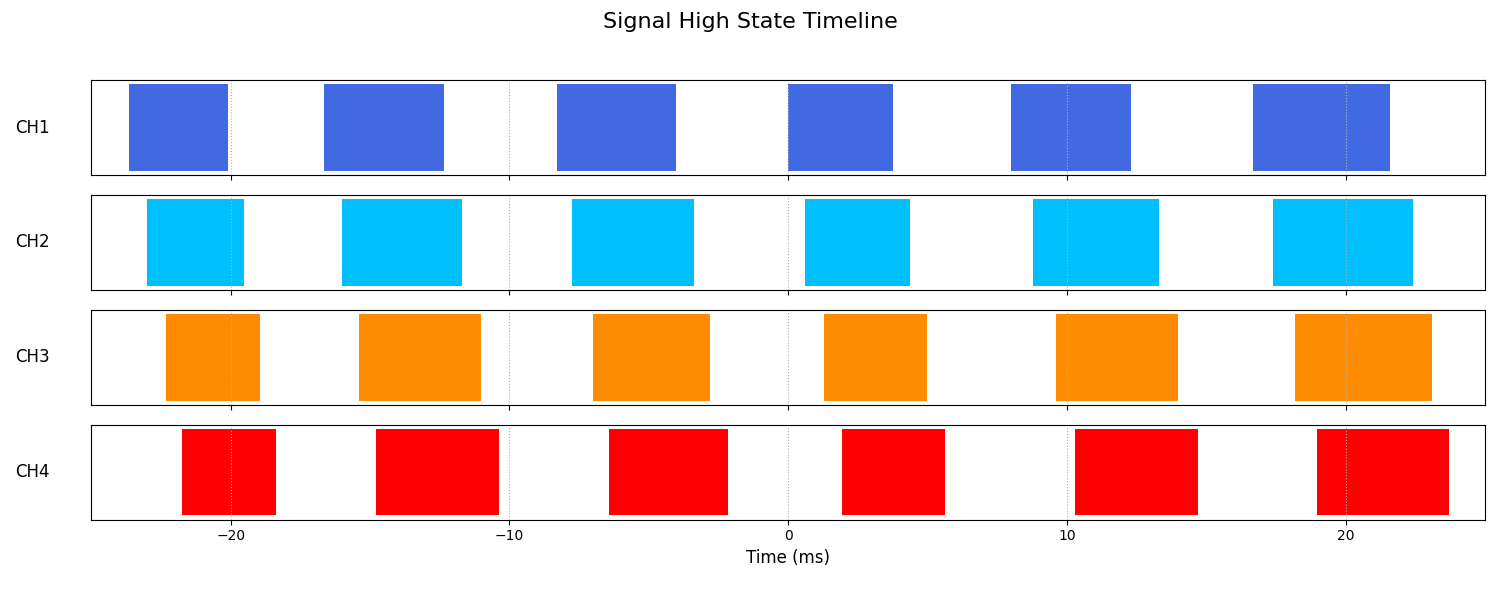 Signal High State Timeline
CH1
CH2
CH3
CH4
−20 −10 0 10 20
Time (ms)